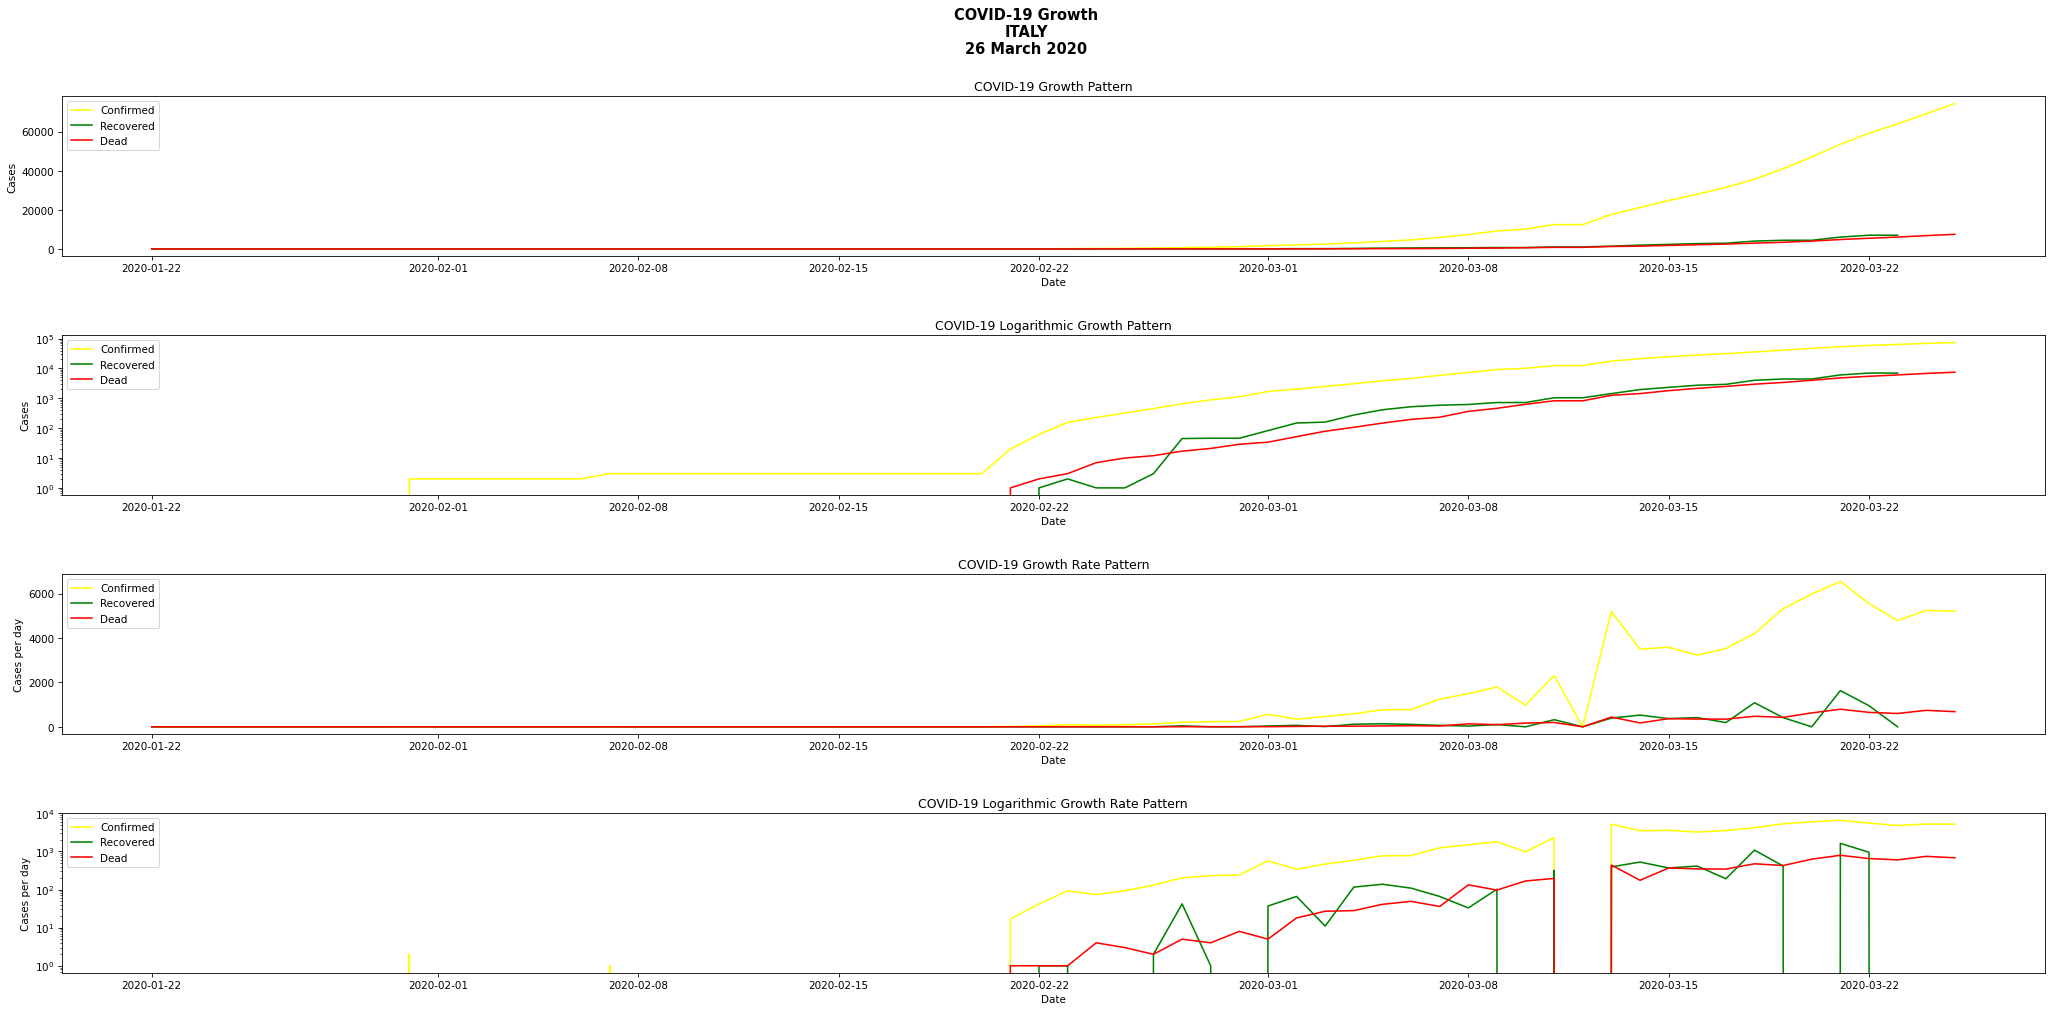 COVID-19 Growth
ITALY
26 March 2020
COVID-19 Growth Pattern
Confirmed
Recovered
Dead
Cases
60000
40000
20000
0
2020-01-22 2020-02-01 2020-02-08 2020-02-15 2020-02-22 2020-03-01 2020-03-08 2020-03-15 2020-03-22
Date
COVID-19 Logarithmic Growth Pattern
Confirmed
Recovered
Dead
Cases
10⁵
10⁴
10³
10²
10¹
10⁰
2020-01-22 2020-02-01 2020-02-08 2020-02-15 2020-02-22 2020-03-01 2020-03-08 2020-03-15 2020-03-22
Date
COVID-19 Growth Rate Pattern
Confirmed
Recovered
Dead
Cases per day
6000
4000
2000
0
2020-01-22 2020-02-01 2020-02-08 2020-02-15 2020-02-22 2020-03-01 2020-03-08 2020-03-15 2020-03-22
Date
COVID-19 Logarithmic Growth Rate Pattern
Confirmed
Recovered
Dead
Cases per day
10⁴
10³
10²
10¹
10⁰
2020-01-22 2020-02-01 2020-02-08 2020-02-15 2020-02-22 2020-03-01 2020-03-08 2020-03-15 2020-03-22
Date